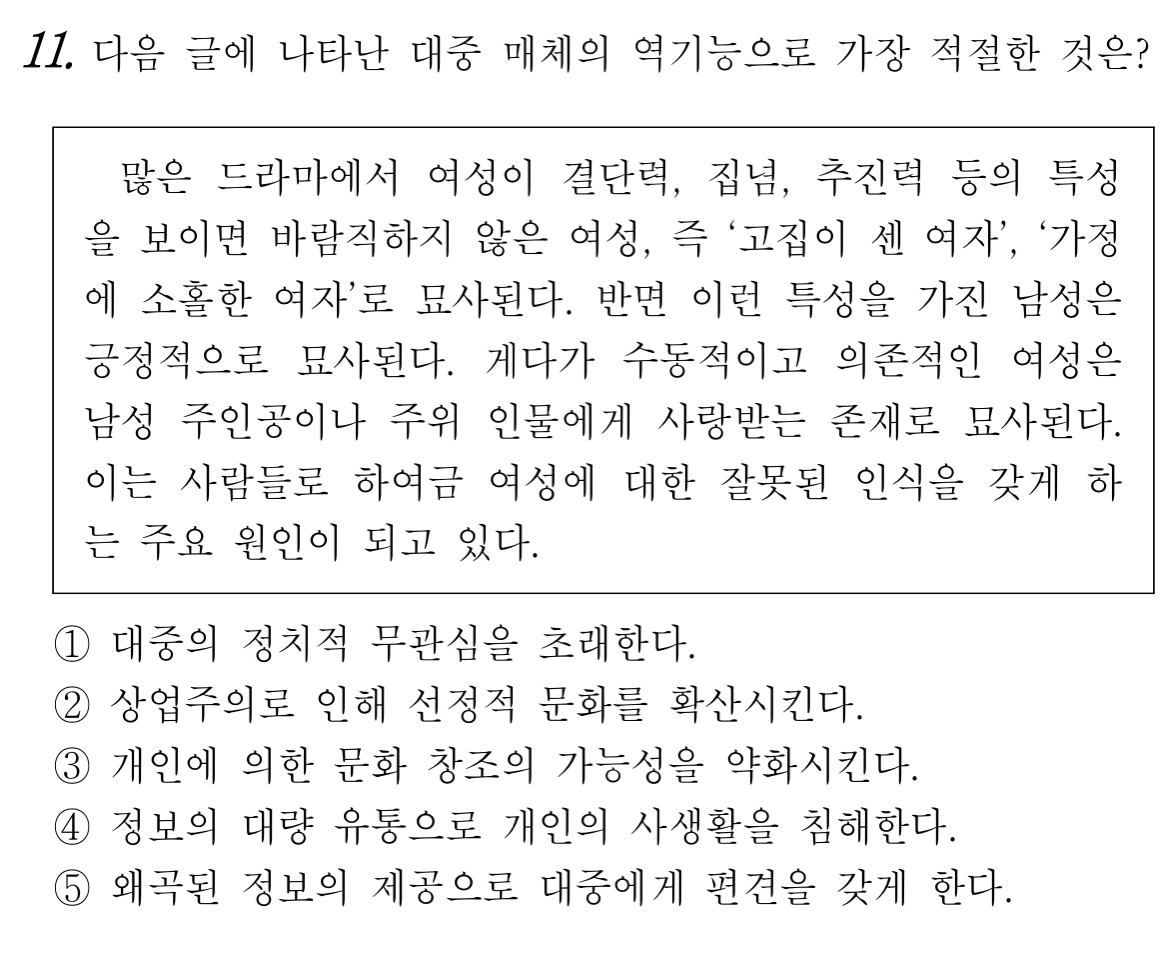 11. 다음 글에 나타난 대중 매체의 역기능으로 가장 적절한 것은?
많은 드라마에서 여성이 결단력, 집념, 추진력 등의 특성
을 보이면 바람직하지 않은 여성, 즉 ‘고집이 센 여자’, ‘가정
에 소홀한 여자’로 묘사된다. 반면 이런 특성을 가진 남성은
긍정적으로 묘사된다. 게다가 수동적이고 의존적인 여성은
남성 주인공이나 주위 인물에게 사랑받는 존재로 묘사된다.
이는 사람들로 하여금 여성에 대한 잘못된 인식을 갖게 하
는 주요 원인이 되고 있다.
① 대중의 정치적 무관심을 초래한다.
② 상업주의로 인해 선정적 문화를 확산시킨다.
③ 개인에 의한 문화 창조의 가능성을 약화시킨다.
④ 정보의 대량 유통으로 개인의 사생활을 침해한다.
⑤ 왜곡된 정보의 제공으로 대중에게 편견을 갖게 한다.